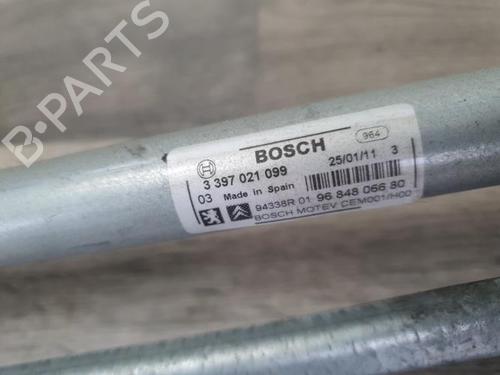 B-PARTS
BOSCH
964
3 397 021 099
25/01/11 3
03 Made in Spain
94338R 01 96 848 066 80
BOSCH MOTEV CEM001/H00